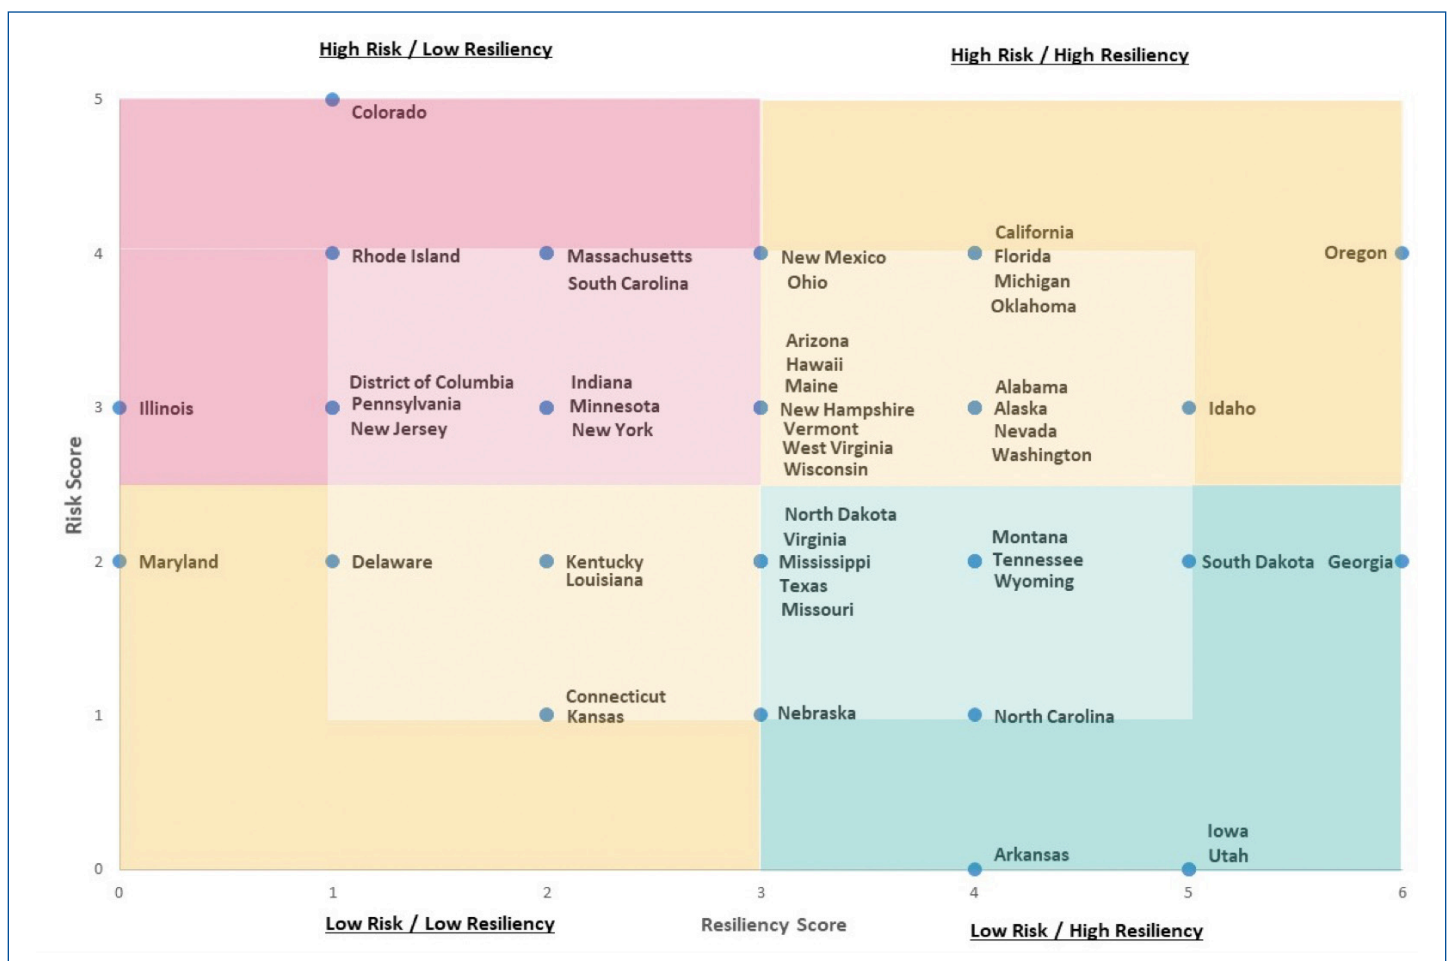 High Risk / Low Resiliency
High Risk / High Resiliency
5
Colorado
4
Rhode Island
Massachusetts
South Carolina
New Mexico
Ohio
California
Florida
Michigan
Oklahoma
Oregon
Risk Score
3
Illinois
District of Columbia
Pennsylvania
New Jersey
Indiana
Minnesota
New York
Arizona
Hawaii
Maine
New Hampshire
Vermont
West Virginia
Wisconsin
Alabama
Alaska
Nevada
Washington
Idaho
2
Maryland
Delaware
Kentucky
Louisiana
North Dakota
Virginia
Mississippi
Texas
Missouri
Montana
Tennessee
Wyoming
South Dakota
Georgia
1
Connecticut
Kansas
Nebraska
North Carolina
0
Arkansas
Iowa
Utah
0 1 2 3 4 5 6
Low Risk / Low Resiliency
Resiliency Score
Low Risk / High Resiliency